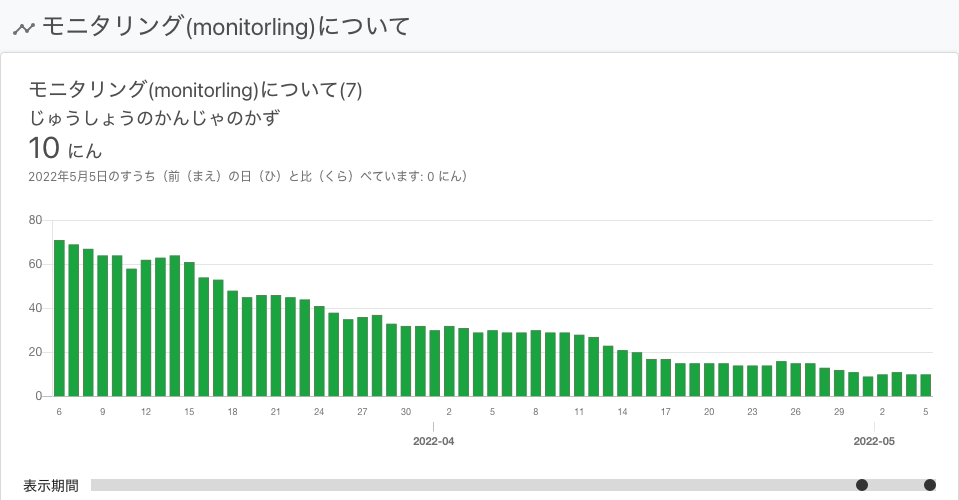 モニタリング(monitorling)について
モニタリング(monitorling)について(7)
じゅうしょうのかんじゃのかず
10 にん
2022年5月5日のすうち（前（まえ）の日（ひ）と比（くら）べています: 0 にん）
80
60
40
20
0
6 9 12 15 18 21 24 27 30 2 5 8 11 14 17 20 23 26 29 2 5
2022-04 2022-05
表示期間